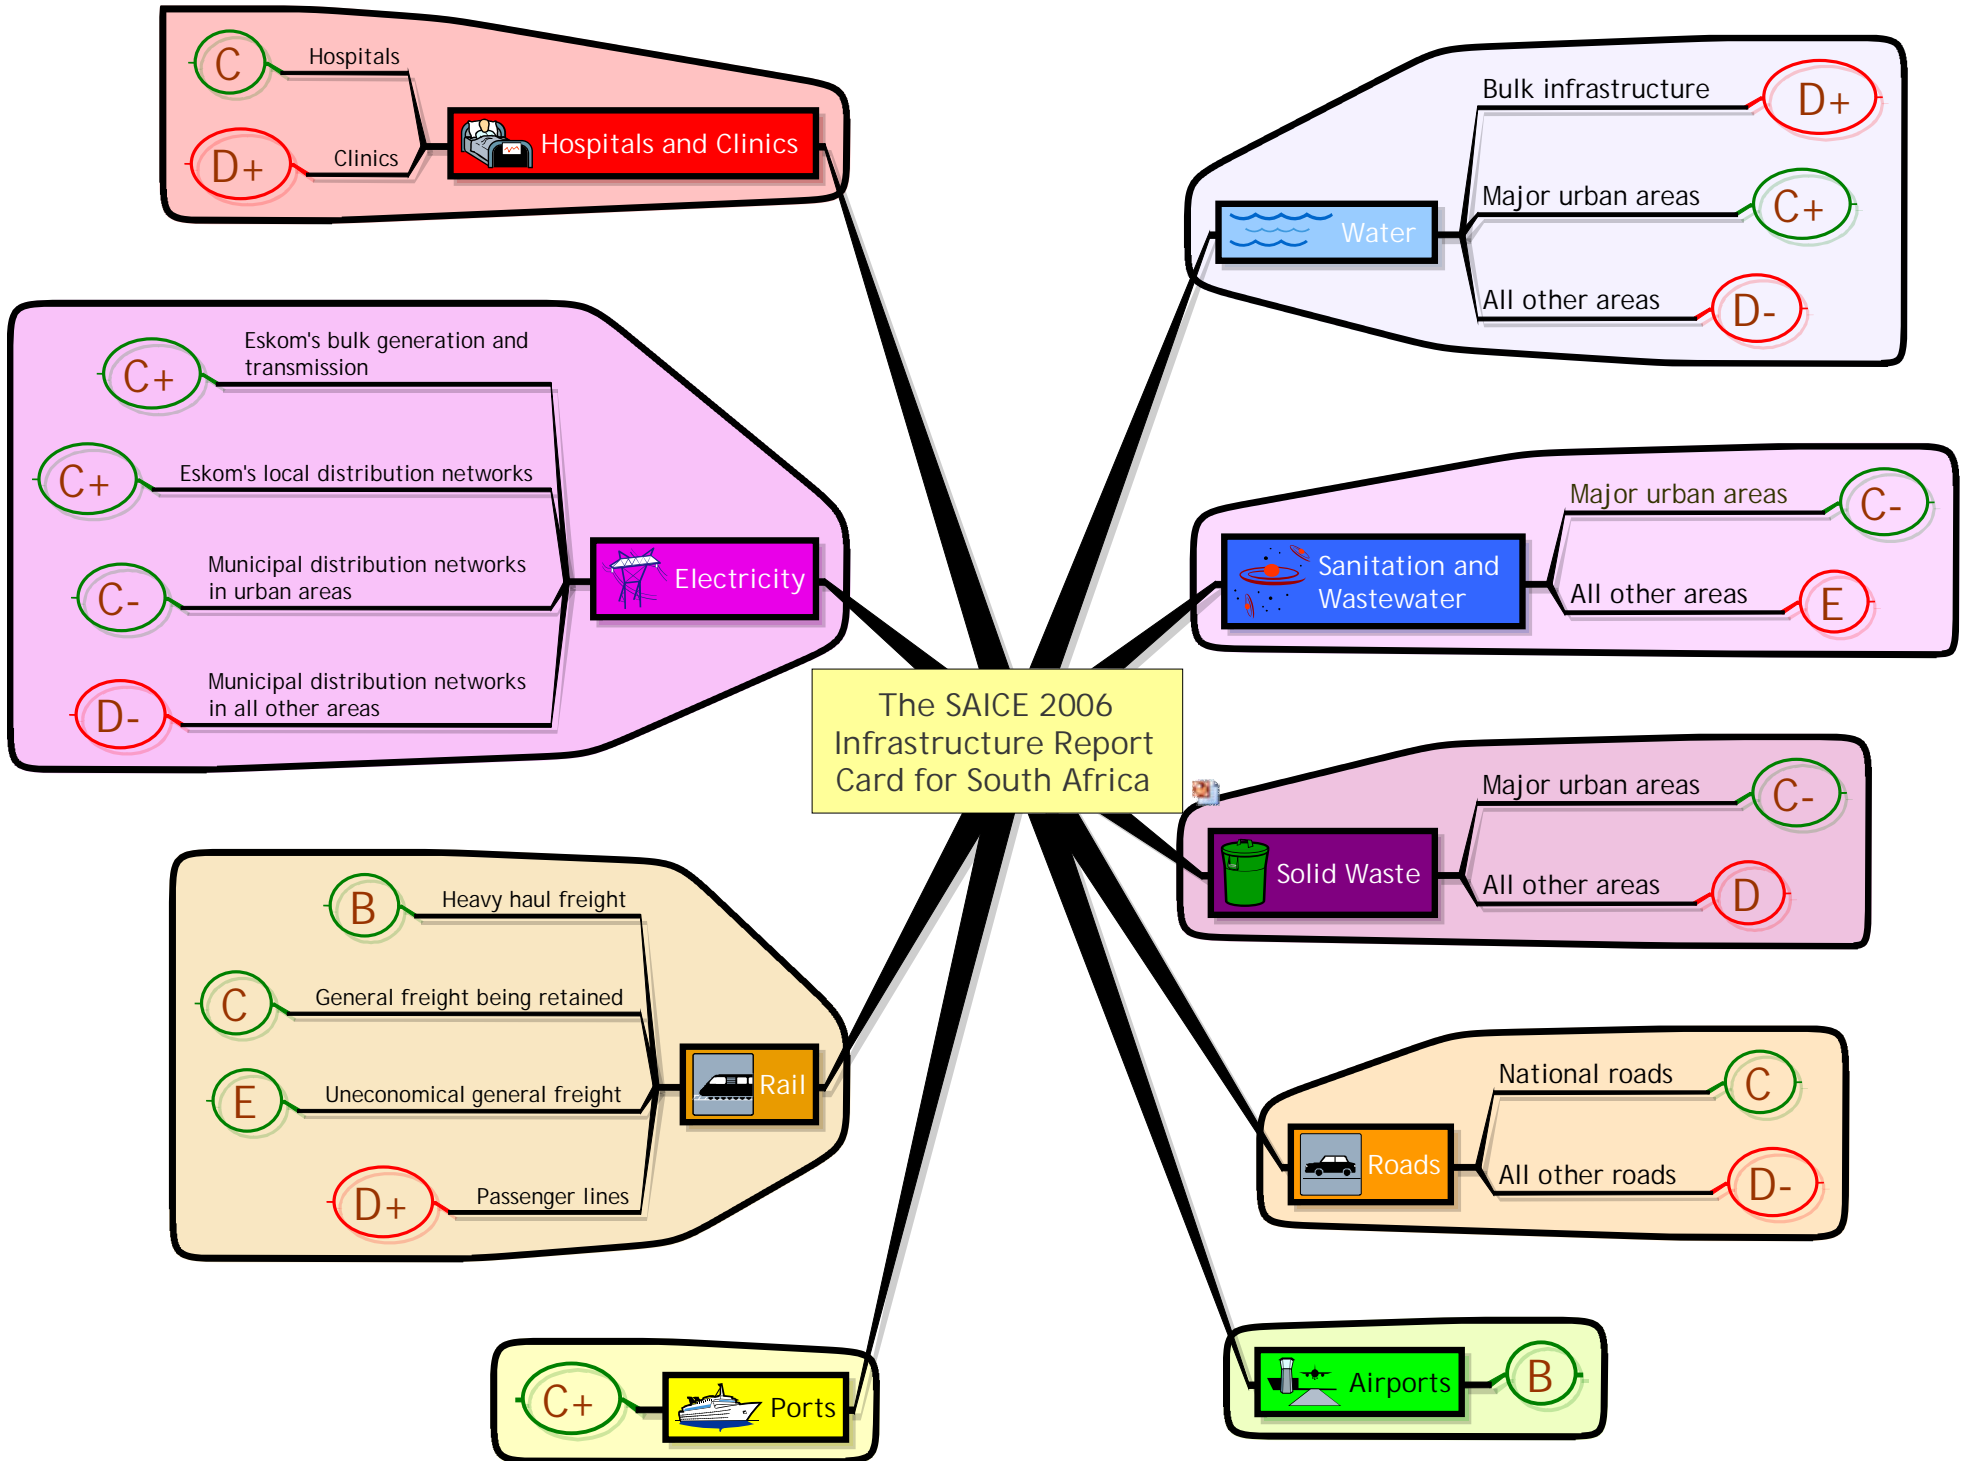 The SAICE 2006
Infrastructure Report
Card for South Africa
Hospitals and Clinics
Hospitals
C
Clinics
D+
Electricity
Eskom's bulk generation and
transmission
C+
Eskom's local distribution networks
C+
Municipal distribution networks
in urban areas
C-
Municipal distribution networks
in all other areas
D-
Rail
Heavy haul freight
B
General freight being retained
C
Uneconomical general freight
E
Passenger lines
D+
Ports
C+
Water
Bulk infrastructure
D+
Major urban areas
C+
All other areas
D-
Sanitation and
Wastewater
Major urban areas
C-
All other areas
E
Solid Waste
Major urban areas
C-
All other areas
D
Roads
National roads
C
All other roads
D-
Airports
B